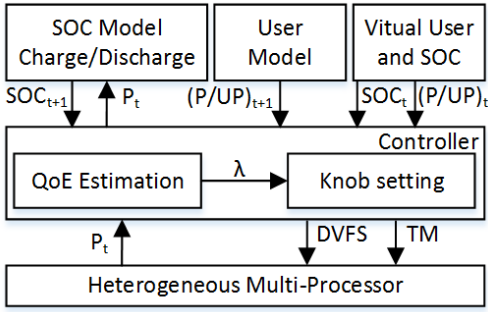 SOC Model
Charge/Discharge
User
Model
Vitual User
and SOC
SOCt+1
Pt
(P/UP)t+1
SOCt
(P/UP)t
Controller
QoE Estimation
λ
Knob setting
Pt
DVFS
TM
Heterogeneous Multi-Processor